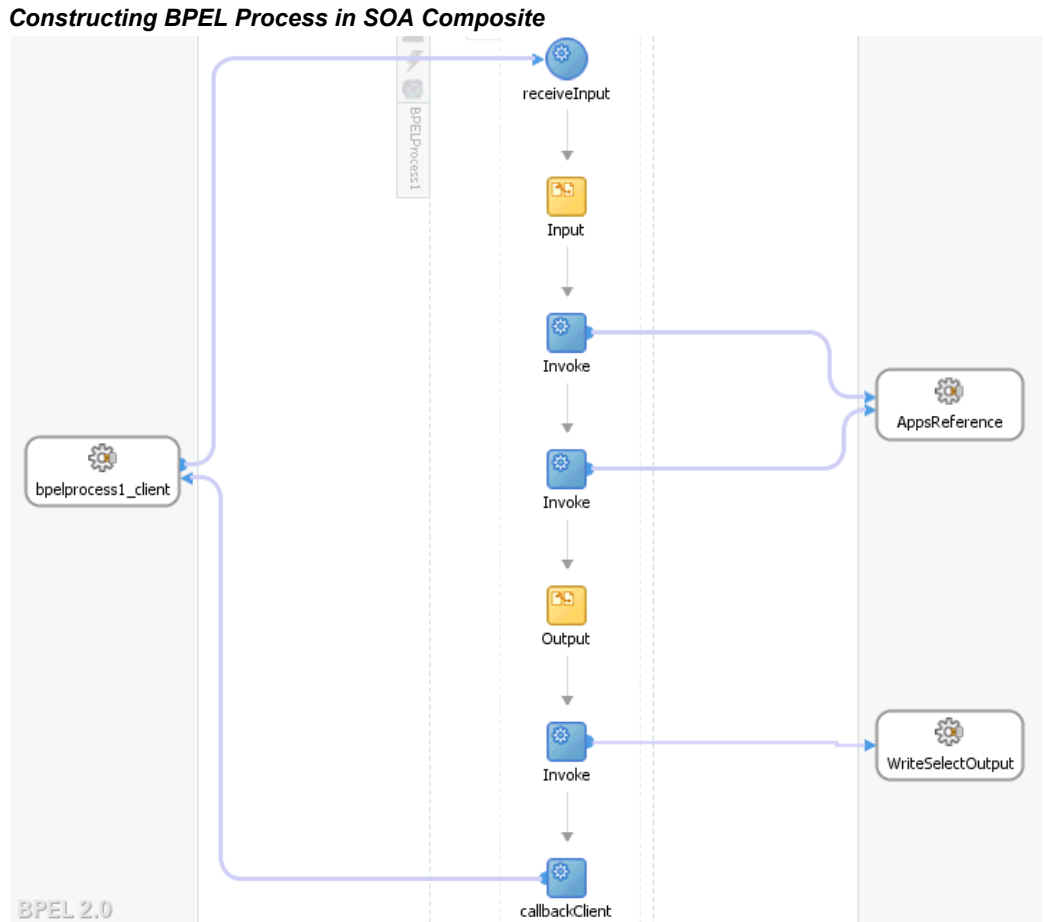 Constructing BPEL Process in SOA Composite
receiveInput
BPELProcess1
Input
Invoke
AppsReference
bpelprocess1_client
Invoke
Output
WriteSelectOutput
Invoke
callbackClient
BPEL 2.0